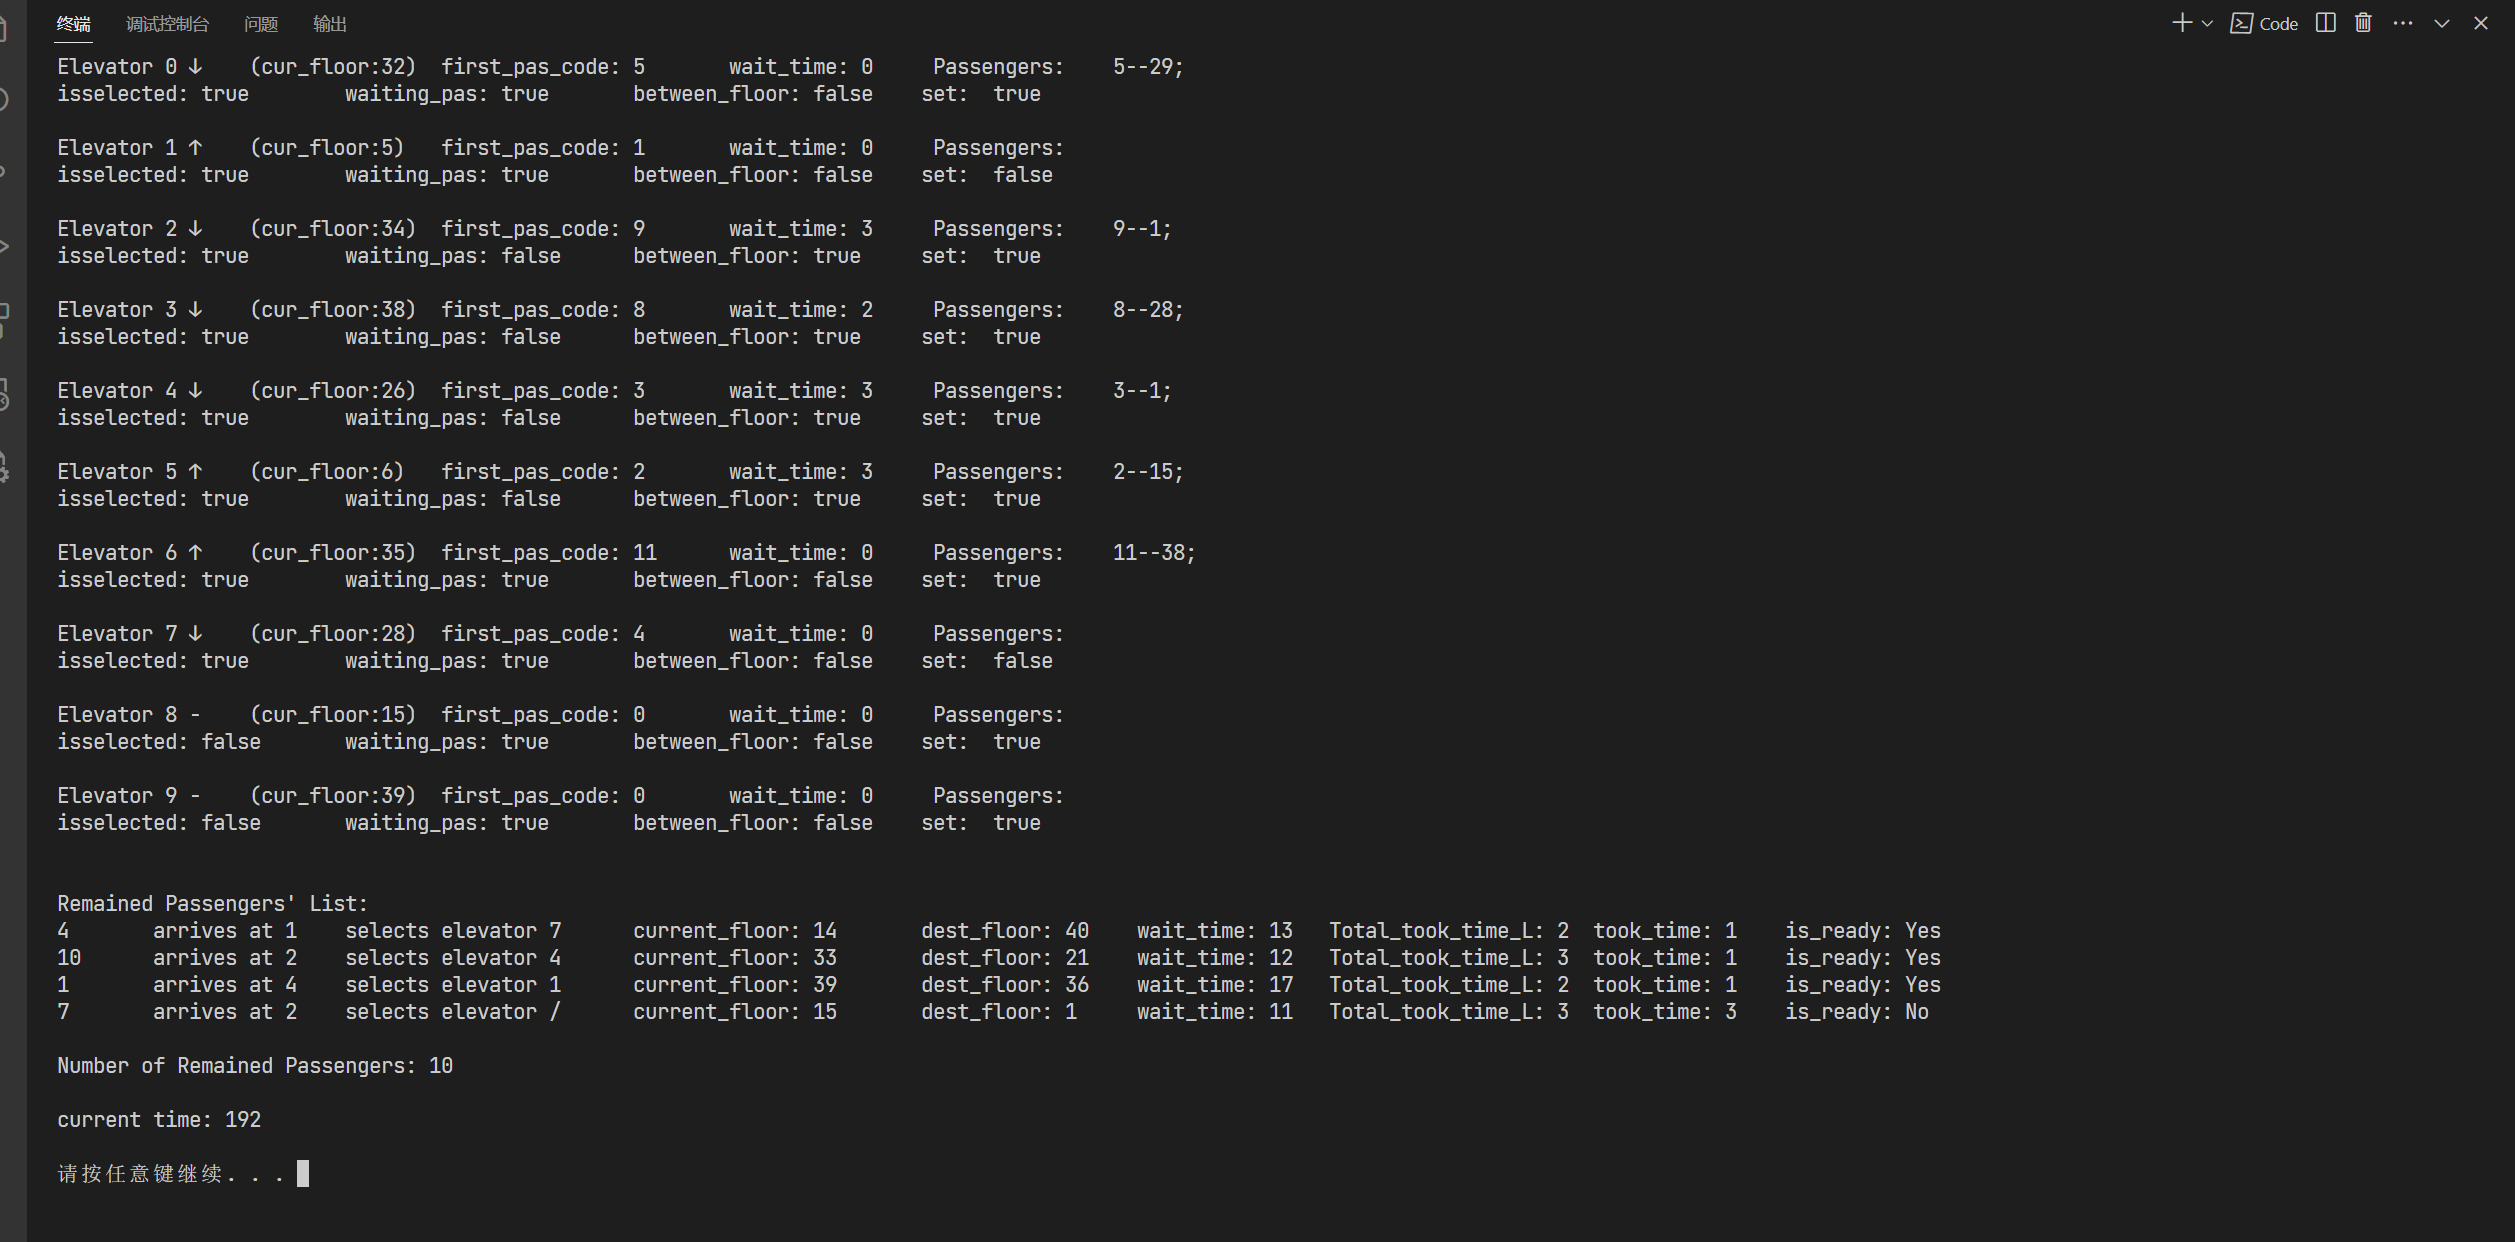 终端 调试控制台 问题 输出 Code
Elevator 0 ↓ (cur_floor:32) first_pas_code: 5 wait_time: 0 Passengers: 5--29;
isselected: true waiting_pas: true between_floor: false set: true
Elevator 1 ↑ (cur_floor:5) first_pas_code: 1 wait_time: 0 Passengers:
isselected: true waiting_pas: true between_floor: false set: false
Elevator 2 ↓ (cur_floor:34) first_pas_code: 9 wait_time: 3 Passengers: 9--1;
isselected: true waiting_pas: false between_floor: true set: true
Elevator 3 ↓ (cur_floor:38) first_pas_code: 8 wait_time: 2 Passengers: 8--28;
isselected: true waiting_pas: false between_floor: true set: true
Elevator 4 ↓ (cur_floor:26) first_pas_code: 3 wait_time: 3 Passengers: 3--1;
isselected: true waiting_pas: false between_floor: true set: true
Elevator 5 ↑ (cur_floor:6) first_pas_code: 2 wait_time: 3 Passengers: 2--15;
isselected: true waiting_pas: false between_floor: true set: true
Elevator 6 ↑ (cur_floor:35) first_pas_code: 11 wait_time: 0 Passengers: 11--38;
isselected: true waiting_pas: true between_floor: false set: true
Elevator 7 ↓ (cur_floor:28) first_pas_code: 4 wait_time: 0 Passengers:
isselected: true waiting_pas: true between_floor: false set: false
Elevator 8 - (cur_floor:15) first_pas_code: 0 wait_time: 0 Passengers:
isselected: false waiting_pas: true between_floor: false set: true
Elevator 9 - (cur_floor:39) first_pas_code: 0 wait_time: 0 Passengers:
isselected: false waiting_pas: true between_floor: false set: true
Remained Passengers' List:
4 arrives at 1 selects elevator 7 current_floor: 14 dest_floor: 40 wait_time: 13 Total_took_time_L: 2 took_time: 1 is_ready: Yes
10 arrives at 2 selects elevator 4 current_floor: 33 dest_floor: 21 wait_time: 12 Total_took_time_L: 3 took_time: 1 is_ready: Yes
1 arrives at 4 selects elevator 1 current_floor: 39 dest_floor: 36 wait_time: 17 Total_took_time_L: 2 took_time: 1 is_ready: Yes
7 arrives at 2 selects elevator / current_floor: 15 dest_floor: 1 wait_time: 11 Total_took_time_L: 3 took_time: 3 is_ready: No
Number of Remained Passengers: 10
current time: 192
请按任意键继续. . .